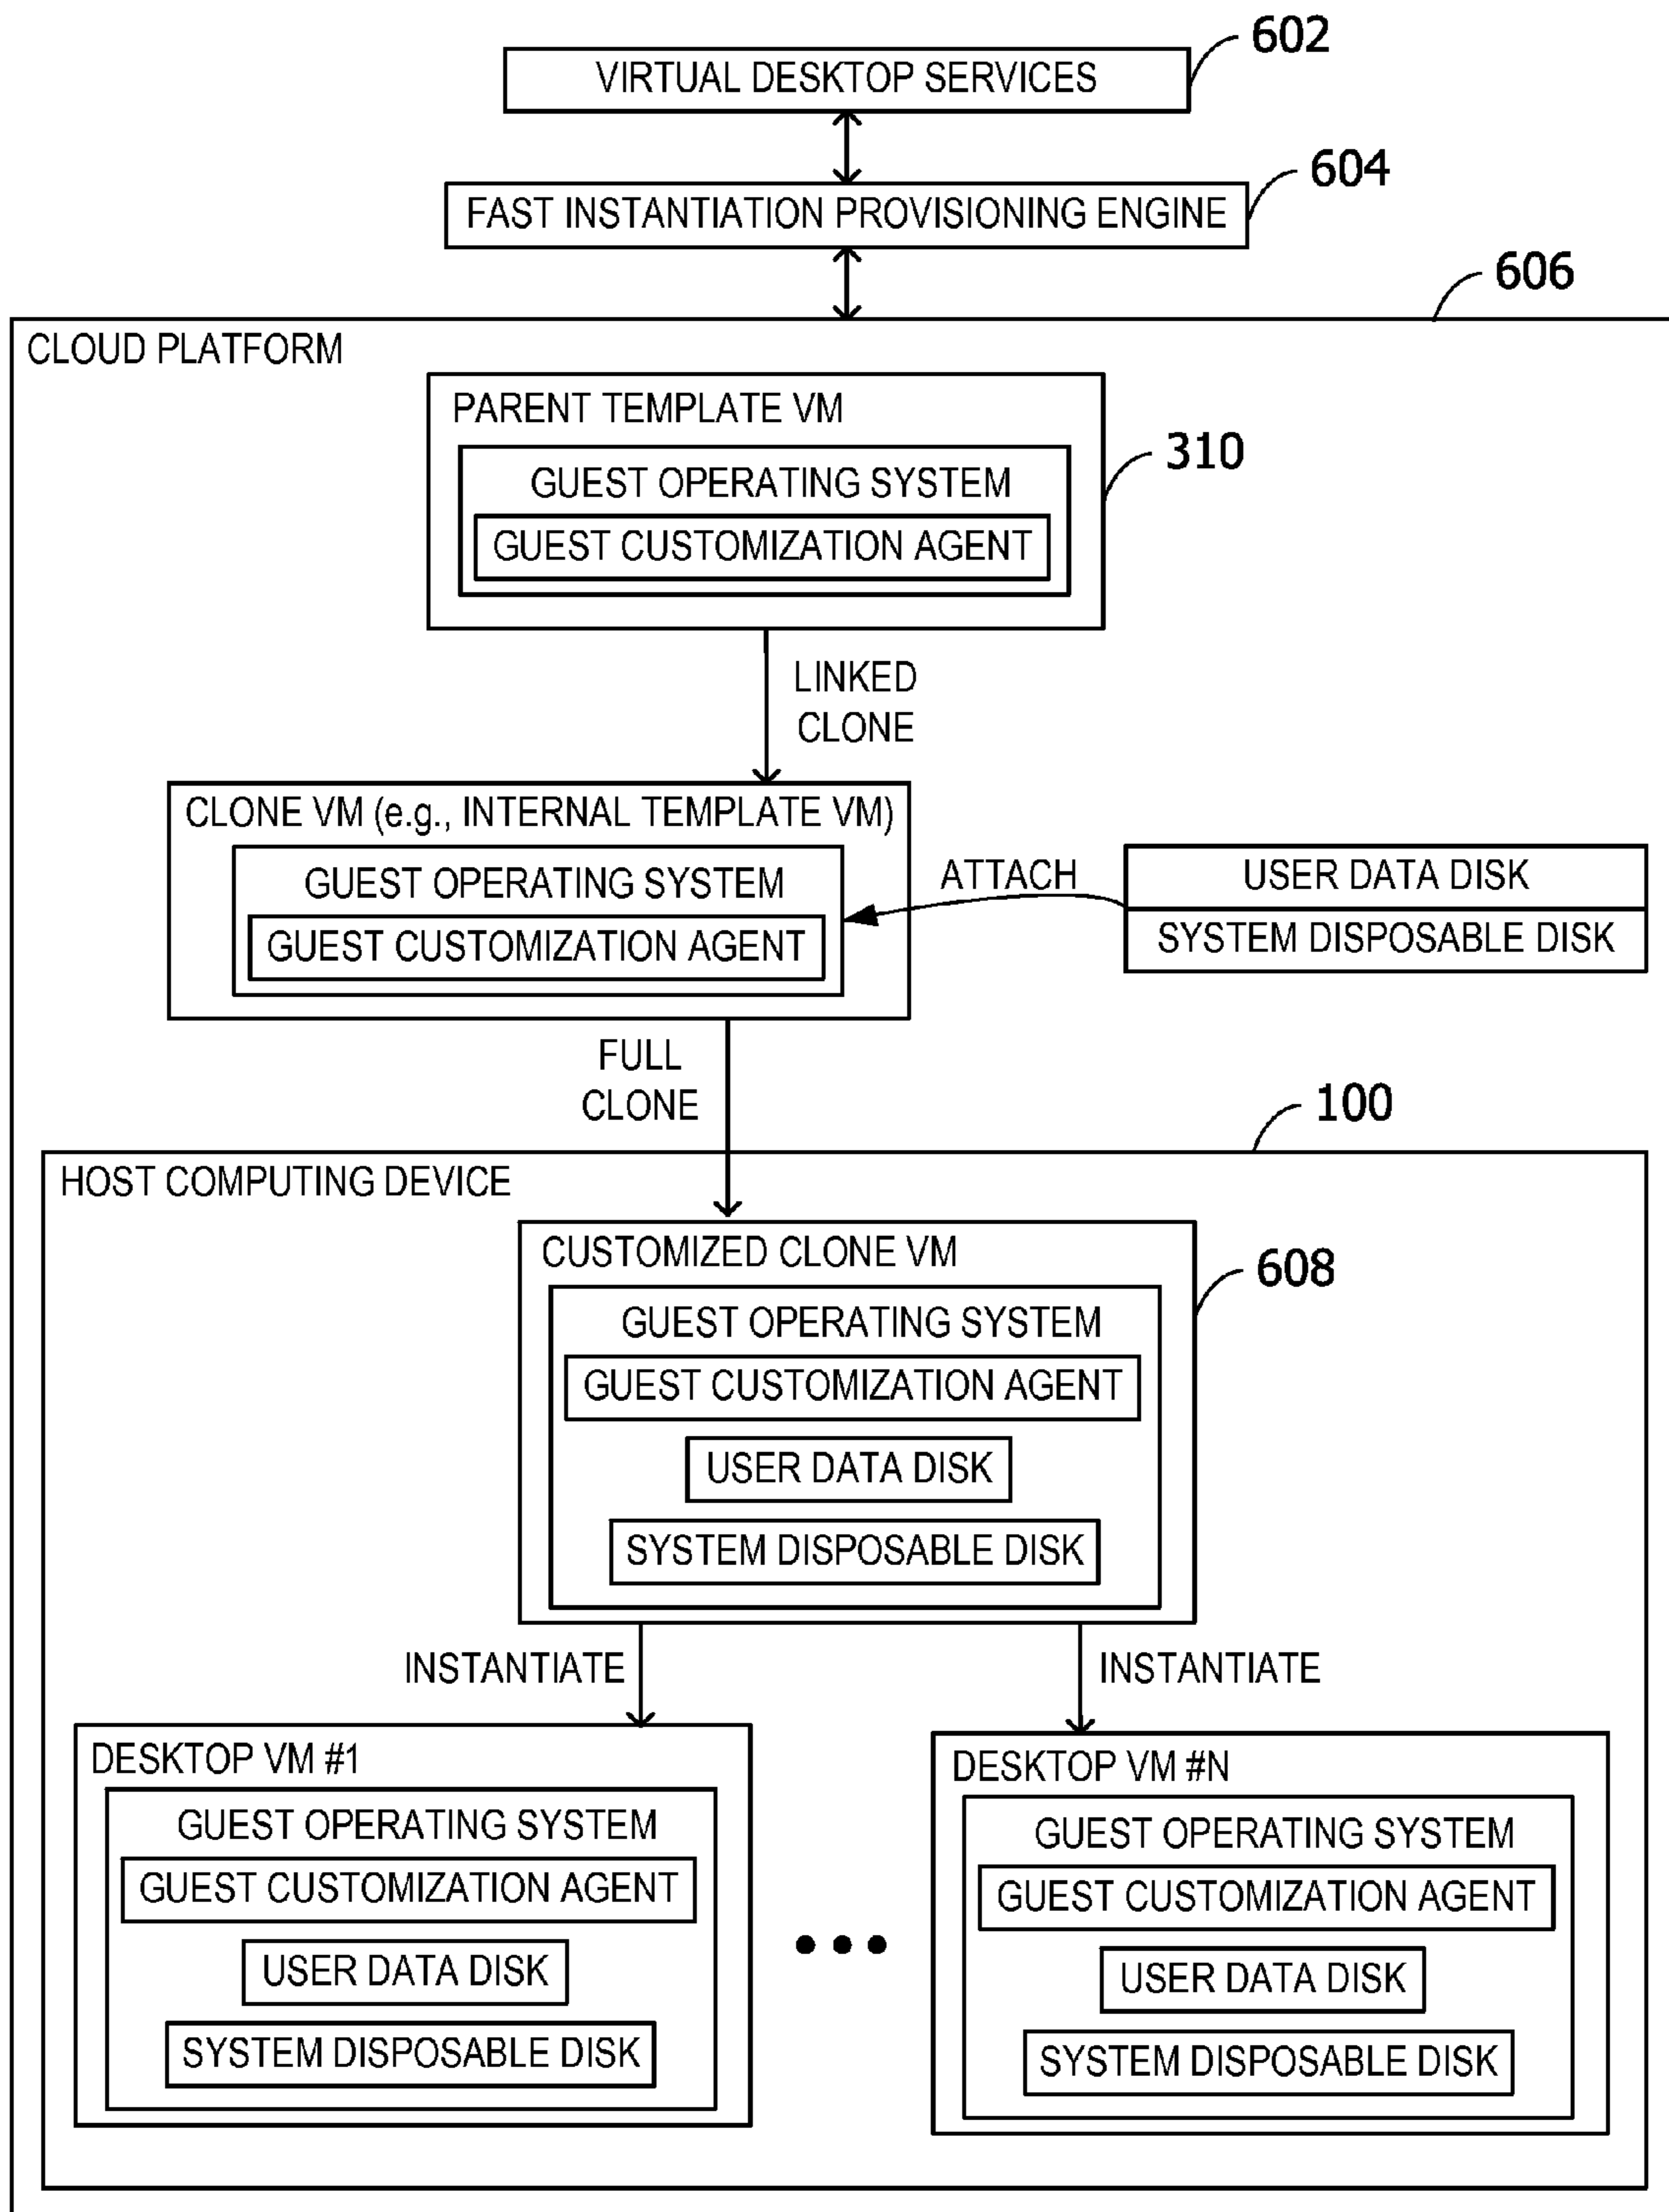 602
VIRTUAL DESKTOP SERVICES
604
FAST INSTANTIATION PROVISIONING ENGINE
606
CLOUD PLATFORM
PARENT TEMPLATE VM
310
GUEST OPERATING SYSTEM
GUEST CUSTOMIZATION AGENT
LINKED
CLONE
CLONE VM (e.g., INTERNAL TEMPLATE VM)
GUEST OPERATING SYSTEM
GUEST CUSTOMIZATION AGENT
ATTACH
USER DATA DISK
SYSTEM DISPOSABLE DISK
FULL
CLONE
100
HOST COMPUTING DEVICE
CUSTOMIZED CLONE VM
608
GUEST OPERATING SYSTEM
GUEST CUSTOMIZATION AGENT
USER DATA DISK
SYSTEM DISPOSABLE DISK
INSTANTIATE
INSTANTIATE
DESKTOP VM #1
GUEST OPERATING SYSTEM
GUEST CUSTOMIZATION AGENT
USER DATA DISK
SYSTEM DISPOSABLE DISK
DESKTOP VM #N
GUEST OPERATING SYSTEM
GUEST CUSTOMIZATION AGENT
USER DATA DISK
SYSTEM DISPOSABLE DISK